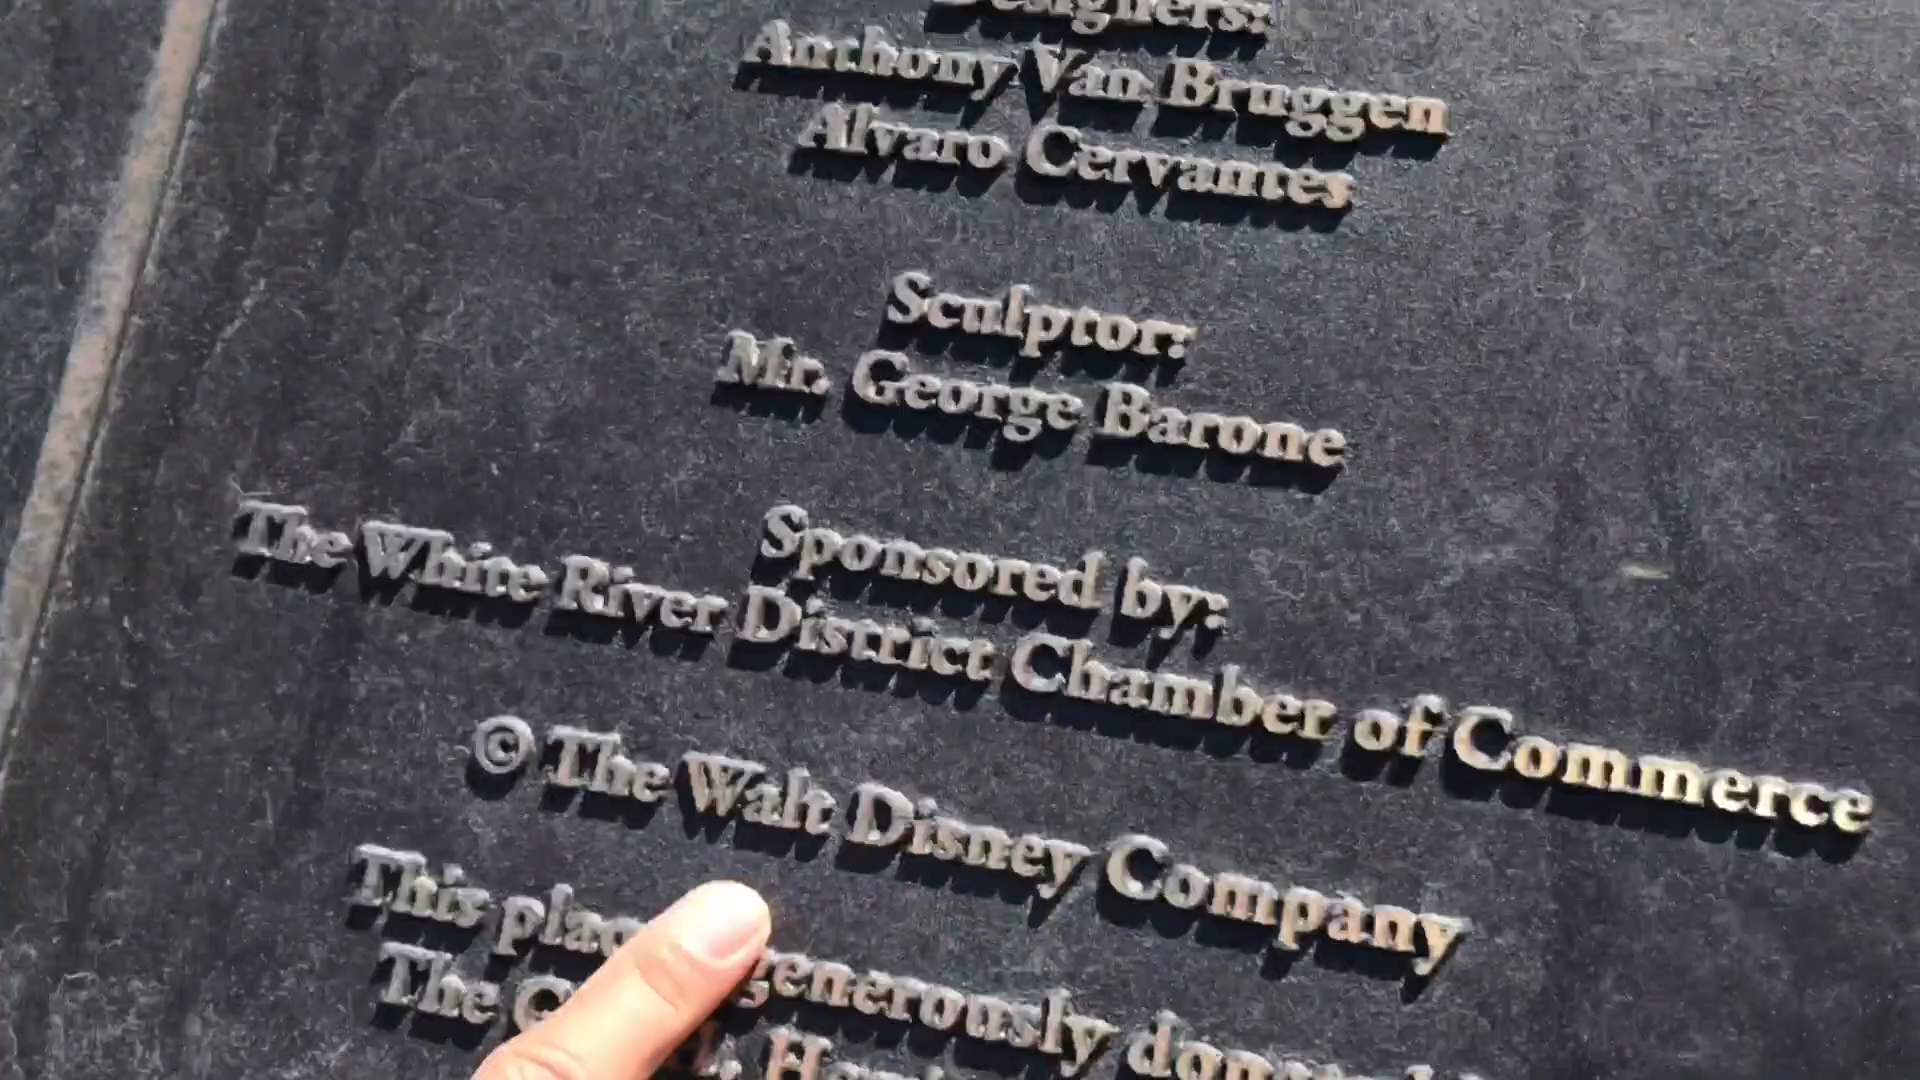 Designers:
Anthony Van Bruggen
Alvaro Cervantes
Sculptor:
Mr. George Barone
Sponsored by:
The White River District Chamber of Commerce
© The Walt Disney Company
This generously
The